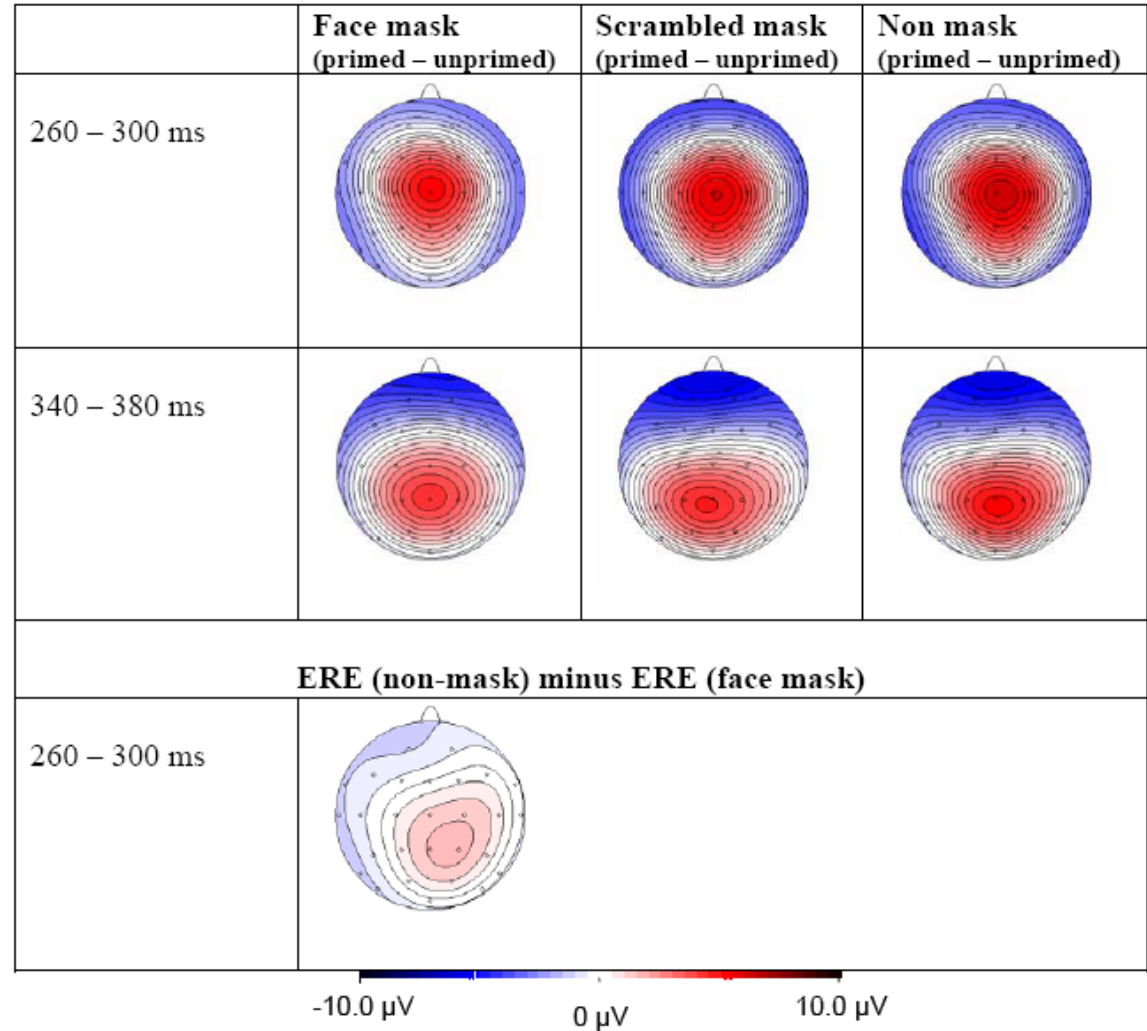 Face mask
(primed – unprimed)
Scrambled mask
(primed – unprimed)
Non mask
(primed – unprimed)
260 – 300 ms
340 – 380 ms
ERE (non-mask) minus ERE (face mask)
260 – 300 ms
-10.0 µV
0 µV
10.0 µV